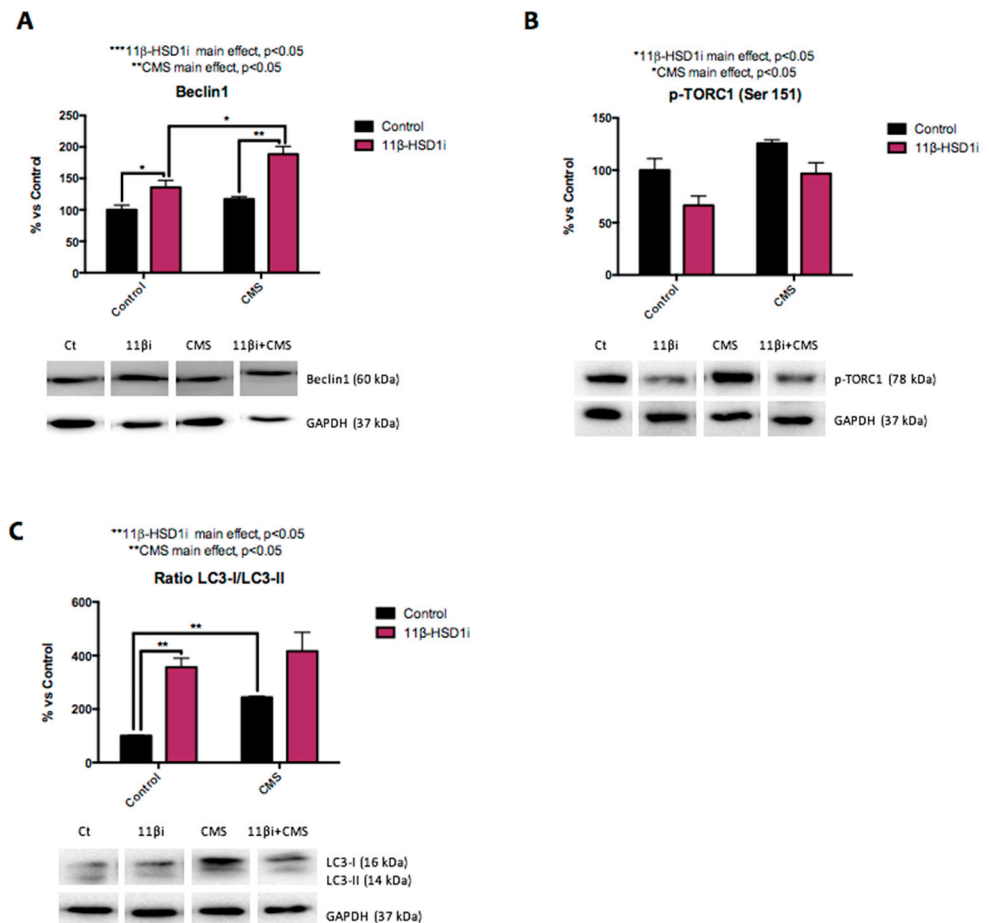 A
***11β-HSD1i main effect, p<0.05
**CMS main effect, p<0.05
Beclin1
250
200
150
100
50
0
% vs Control
*
*
**
Control
CMS
Control
11β-HSD1i
Ct 11βi CMS 11βi+CMS
Beclin1 (60 kDa)
GAPDH (37 kDa)
B
*11β-HSD1i main effect, p<0.05
*CMS main effect, p<0.05
p-TORC1 (Ser 151)
150
100
50
0
% vs Control
Control
CMS
Control
11β-HSD1i
Ct 11βi CMS 11βi+CMS
p-TORC1 (78 kDa)
GAPDH (37 kDa)
C
**11β-HSD1i main effect, p<0.05
**CMS main effect, p<0.05
Ratio LC3-I/LC3-II
600
400
200
0
% vs Control
**
**
Control
CMS
Control
11β-HSD1i
Ct 11βi CMS 11βi+CMS
LC3-I (16 kDa)
LC3-II (14 kDa)
GAPDH (37 kDa)